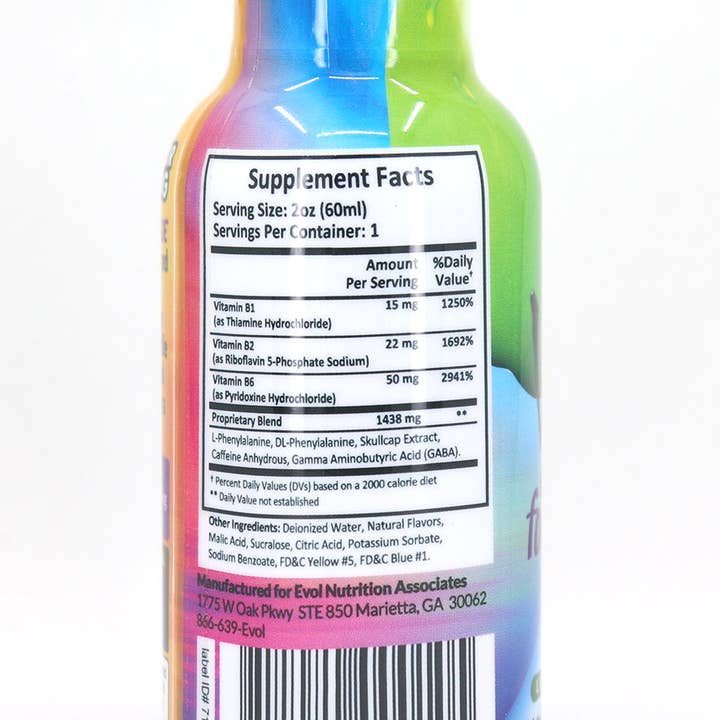 Supplement Facts
Serving Size: 2oz (60ml)
Servings Per Container: 1
Amount Per Serving %Daily Value†
Vitamin B1 15 mg 1250%
(as Thiamine Hydrochloride)
Vitamin B2 22 mg 1692%
(as Riboflavin 5-Phosphate Sodium)
Vitamin B6 50 mg 2941%
(as Pyridoxine Hydrochloride)
Proprietary Blend 1438 mg **
L-Phenylalanine, DL-Phenylalanine, Skullcap Extract,
Caffeine Anhydrous, Gamma Aminobutyric Acid (GABA).
† Percent Daily Values (DVs) based on a 2000 calorie diet
** Daily Value not established
Other Ingredients: Deionized Water, Natural Flavors,
Malic Acid, Sucralose, Citric Acid, Potassium Sorbate,
Sodium Benzoate, FD&C Yellow #5, FD&C Blue #1.
Manufactured for Evol Nutrition Associates
1775 W Oak Pkwy STE 850 Marietta, GA 30062
866-639-Evol
label ID# 71